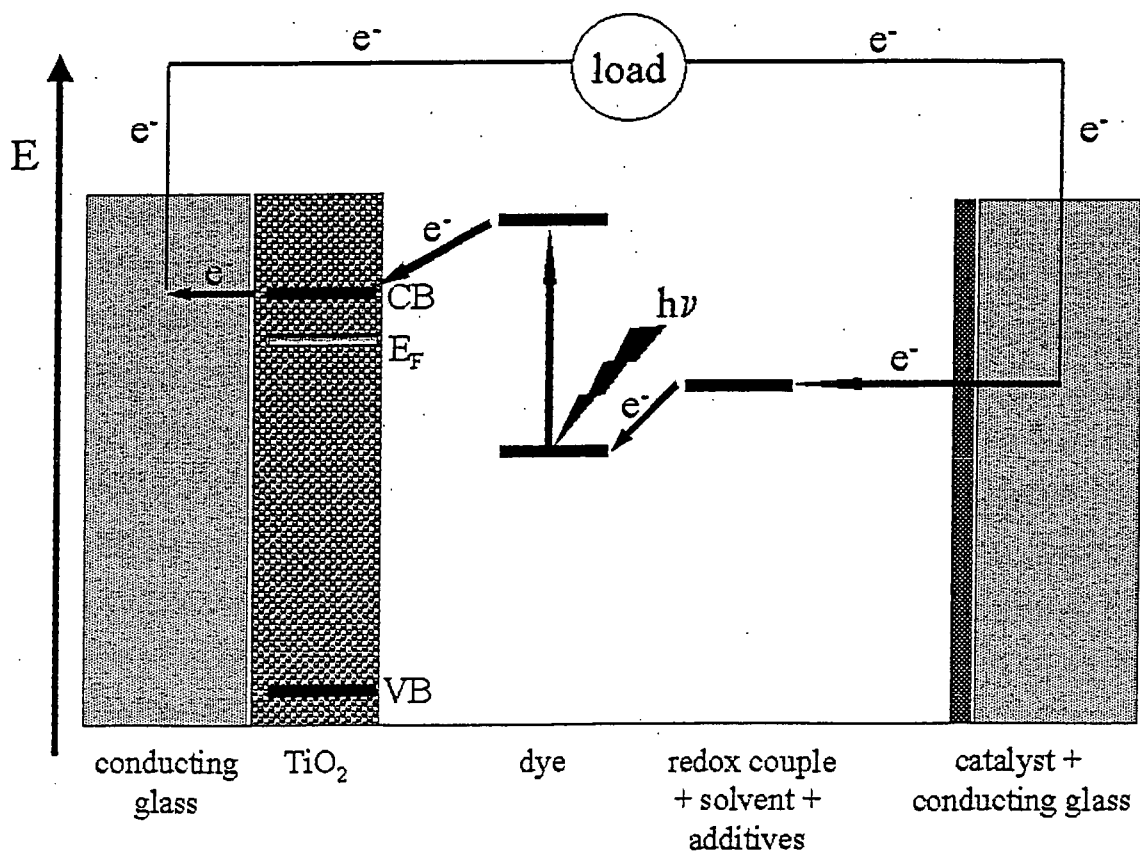 e⁻ e⁻
load
e⁻ e⁻
E
e⁻
e⁻ CB
hν
E_F
e⁻
e⁻
VB
conducting glass
TiO₂
dye
redox couple
+ solvent +
additives
catalyst +
conducting glass